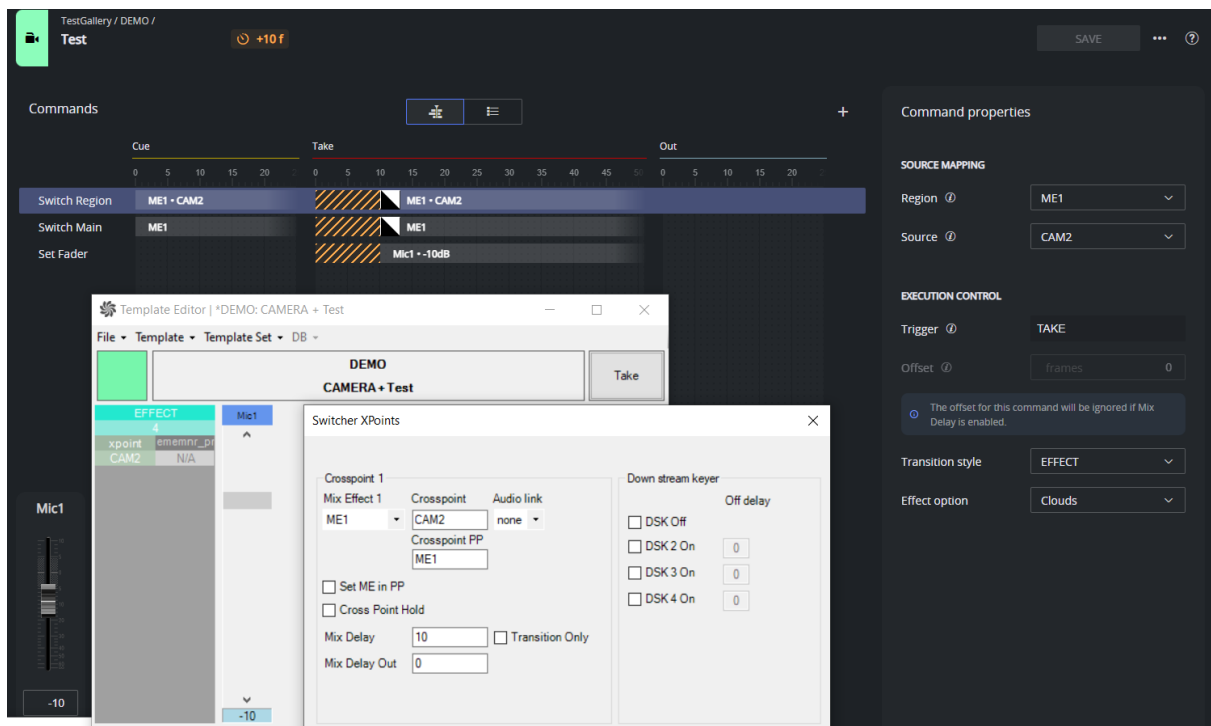 TestGallery / DEMO /
Test
+10 f
SAVE
Commands
Command properties
Cue
Take
Out
0 5 10 15 20
0 5 10 15 20 25 30 35 40 45 50
0 5 10 15 20
SOURCE MAPPING
Switch Region
ME1 • CAM2
ME1 • CAM2
Region
ME1
Switch Main
ME1
ME1
Source
CAM2
Set Fader
Mic1 • -10dB
EXECUTION CONTROL
Trigger
TAKE
Offset
frames
0
The offset for this command will be ignored if Mix
Delay is enabled.
Transition style
EFFECT
Effect option
Clouds
Template Editor | *DEMO: CAMERA + Test
File Template Template Set DB
DEMO
CAMERA + Test
Take
EFFECT
4
xpoint ememnr_pr
CAM2 N/A
Mic1
-10
Switcher XPoints
Crosspoint 1
Mix Effect 1
Crosspoint
Audio link
ME1
CAM2
none
Crosspoint PP
ME1
Set ME in PP
Cross Point Hold
Mix Delay
10
Transition Only
Mix Delay Out
0
Down stream keyer
Off delay
DSK Off
DSK 2 On
0
DSK 3 On
0
DSK 4 On
0
Mic1
-10